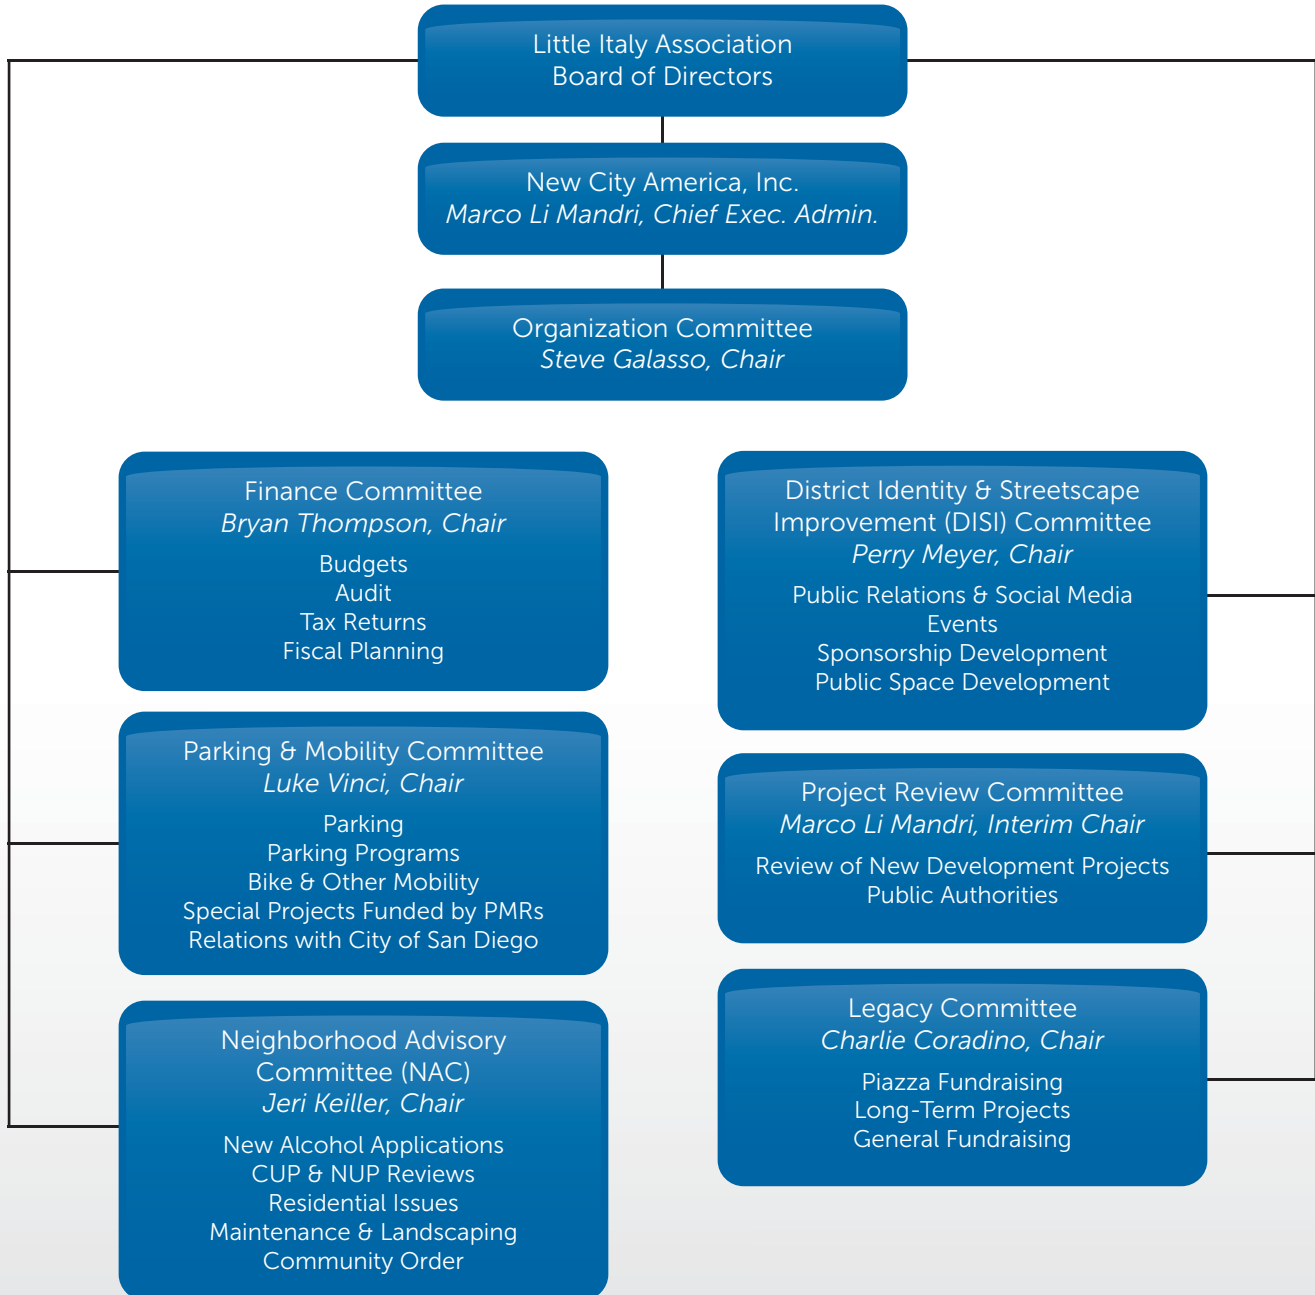 Little Italy Association
Board of Directors
New City America, Inc.
Marco Li Mandri, Chief Exec. Admin.
Organization Committee
Steve Galasso, Chair
Finance Committee
Bryan Thompson, Chair
Budgets
Audit
Tax Returns
Fiscal Planning
Parking & Mobility Committee
Luke Vinci, Chair
Parking
Parking Programs
Bike & Other Mobility
Special Projects Funded by PMRs
Relations with City of San Diego
Neighborhood Advisory
Committee (NAC)
Jeri Keiller, Chair
New Alcohol Applications
CUP & NUP Reviews
Residential Issues
Maintenance & Landscaping
Community Order
District Identity & Streetscape
Improvement (DISI) Committee
Perry Meyer, Chair
Public Relations & Social Media
Events
Sponsorship Development
Public Space Development
Project Review Committee
Marco Li Mandri, Interim Chair
Review of New Development Projects
Public Authorities
Legacy Committee
Charlie Coradino, Chair
Piazza Fundraising
Long-Term Projects
General Fundraising